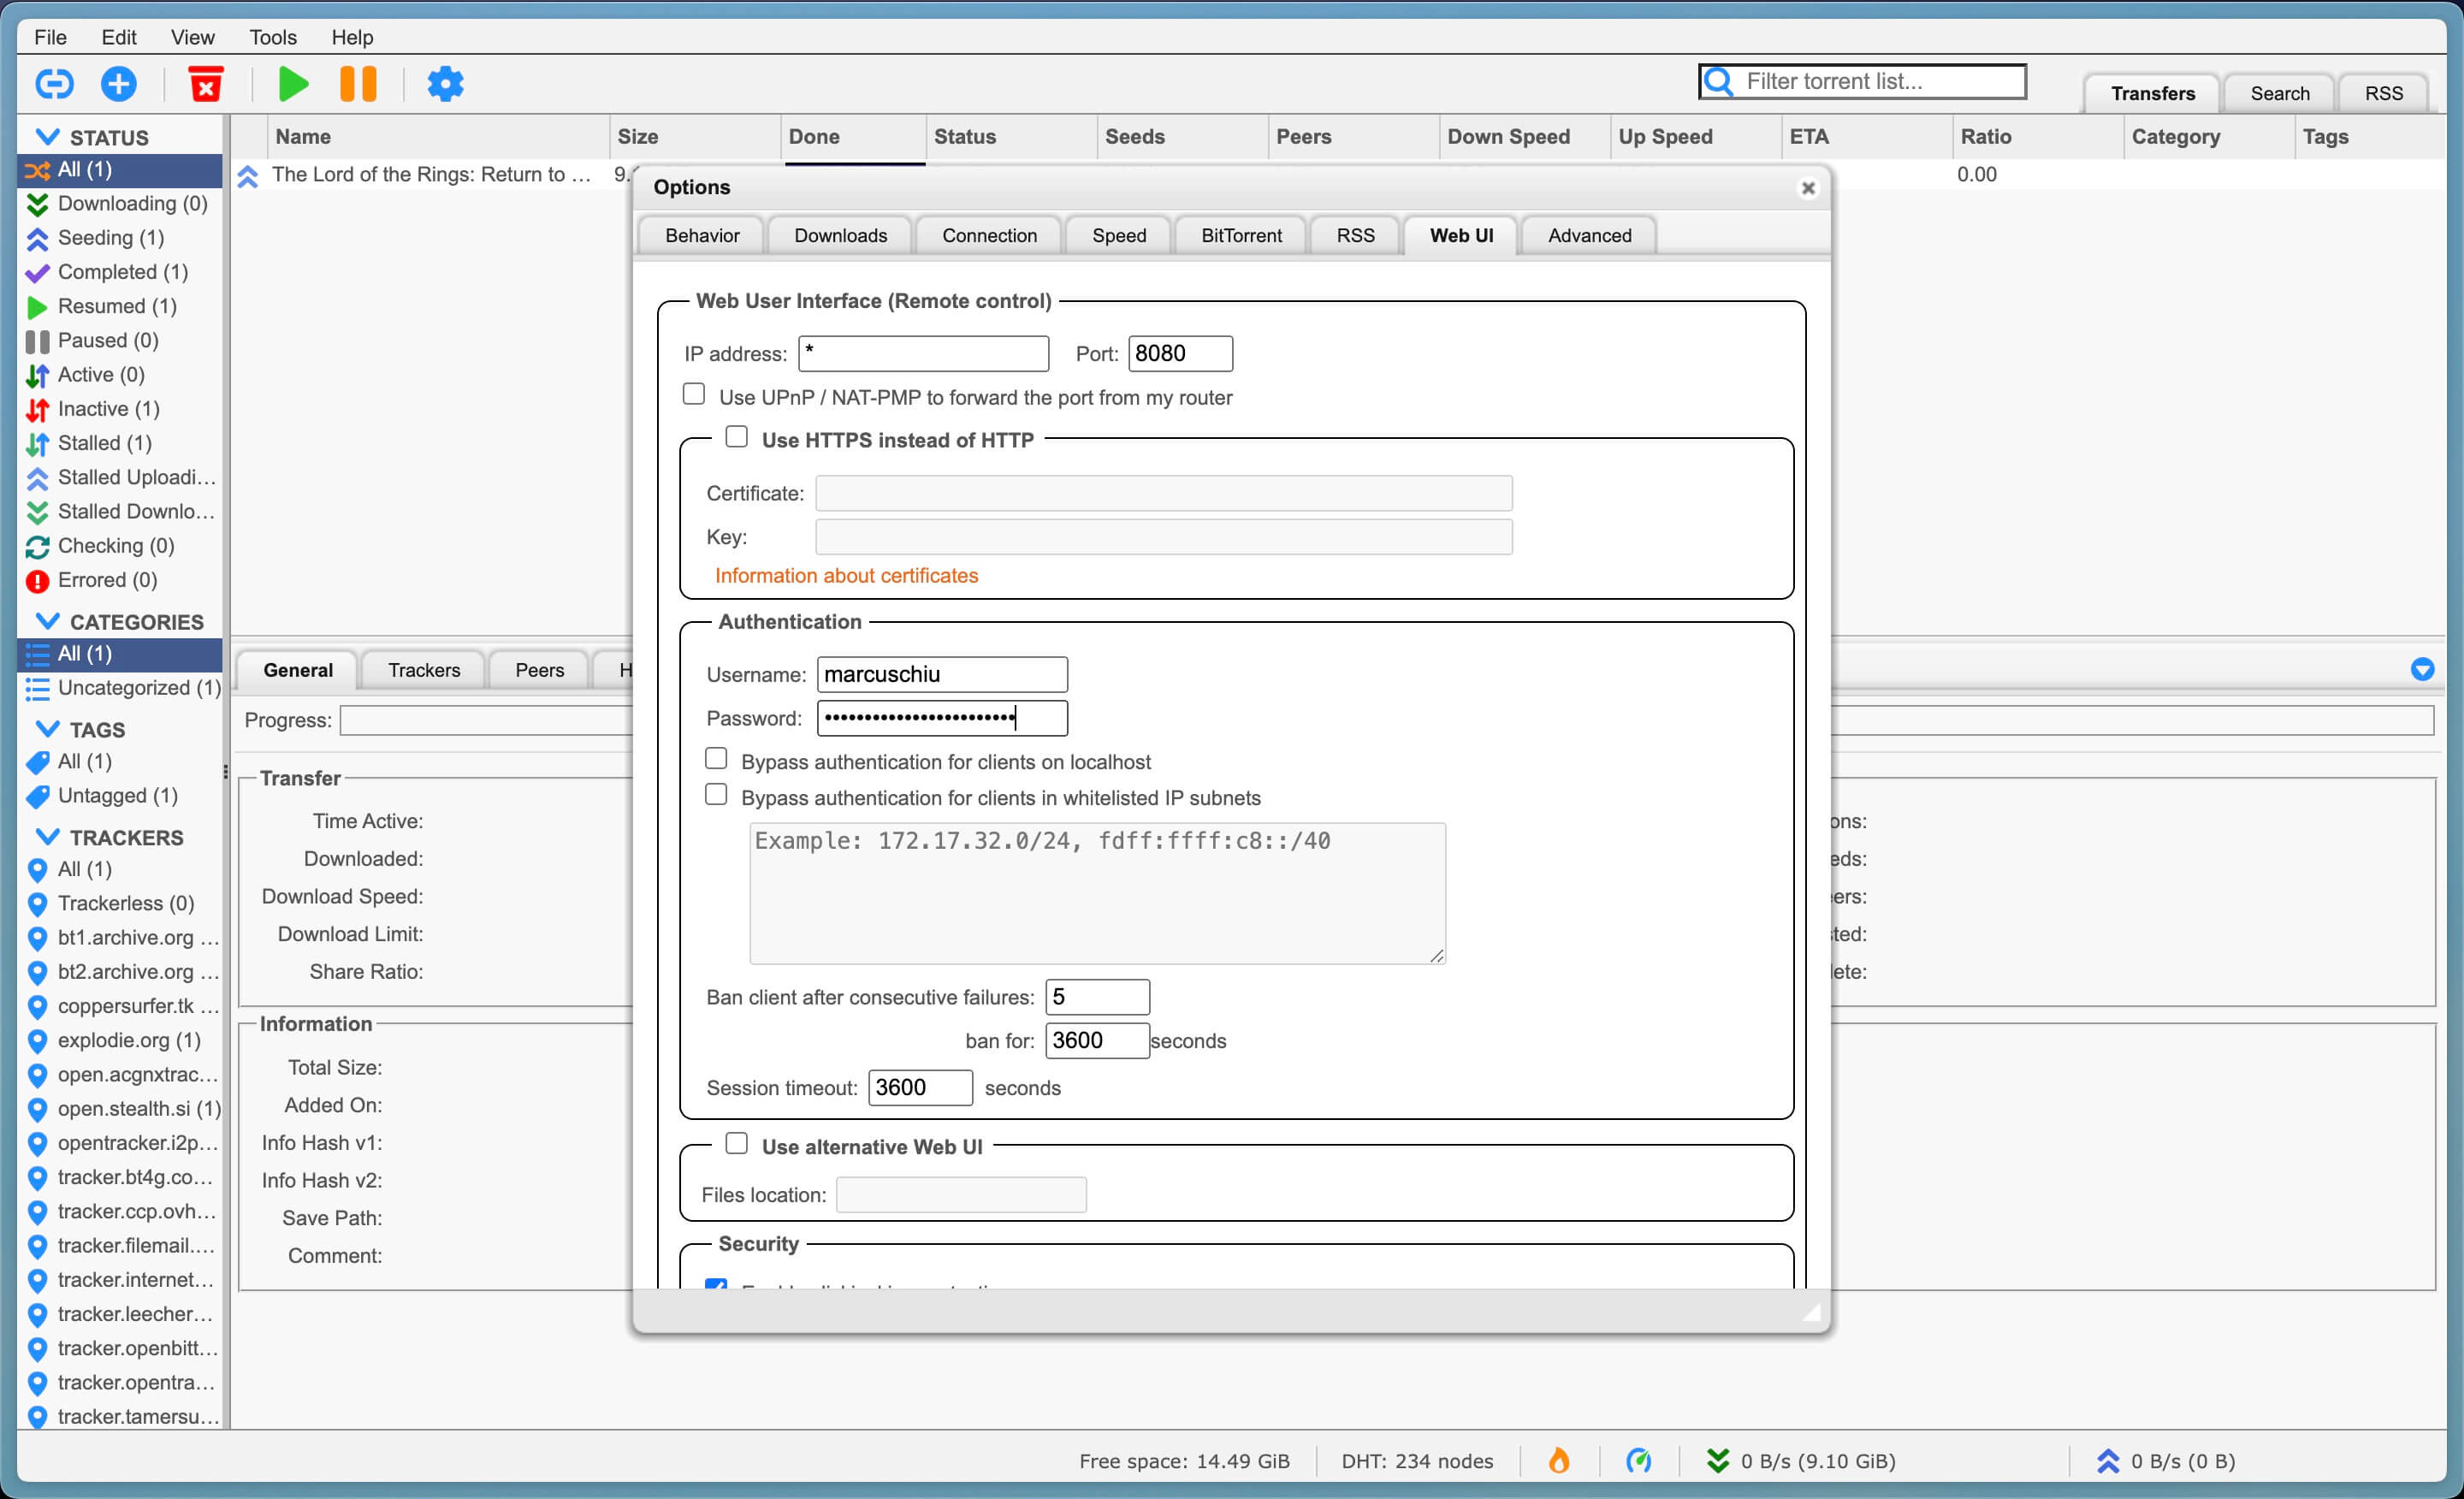 File Edit View Tools Help
Filter torrent list...
Transfers Search RSS
STATUS
All (1)
Downloading (0)
Seeding (1)
Completed (1)
Resumed (1)
Paused (0)
Active (0)
Inactive (1)
Stalled (1)
Stalled Uploadi...
Stalled Downlo...
Checking (0)
Errored (0)
CATEGORIES
All (1)
Uncategorized (1)
TAGS
All (1)
Untagged (1)
TRACKERS
All (1)
Trackerless (0)
bt1.archive.org ...
bt2.archive.org ...
coppersurfer.tk ...
explodie.org (1)
open.acgnxtrac...
open.stealth.si (1)
opentracker.i2p...
tracker.bt4g.co...
tracker.ccp.ovh...
tracker.filemail....
tracker.internet...
tracker.leecher...
tracker.openbitt...
tracker.opentra...
tracker.tamersu...
Name Size Done Status Seeds Peers Down Speed Up Speed ETA Ratio Category Tags
The Lord of the Rings: Return to ... 9. 0.00
Options
Behavior Downloads Connection Speed BitTorrent RSS Web UI Advanced
Web User Interface (Remote control)
IP address: * Port: 8080
Use UPnP / NAT-PMP to forward the port from my router
Use HTTPS instead of HTTP
Certificate:
Key:
Information about certificates
Authentication
Username: marcuschiu
Password:
Bypass authentication for clients on localhost
Bypass authentication for clients in whitelisted IP subnets
Example: 172.17.32.0/24, fdff:ffff:c8::/40
Ban client after consecutive failures: 5
ban for: 3600 seconds
Session timeout: 3600 seconds
Use alternative Web UI
Files location:
Security
General Trackers Peers H
Progress:
Transfer
Time Active:
Downloaded:
Download Speed:
Download Limit:
Share Ratio:
ons:
eds:
ers:
sted:
lete:
Information
Total Size:
Added On:
Info Hash v1:
Info Hash v2:
Save Path:
Comment:
Free space: 14.49 GiB DHT: 234 nodes 0 B/s (9.10 GiB) 0 B/s (0 B)